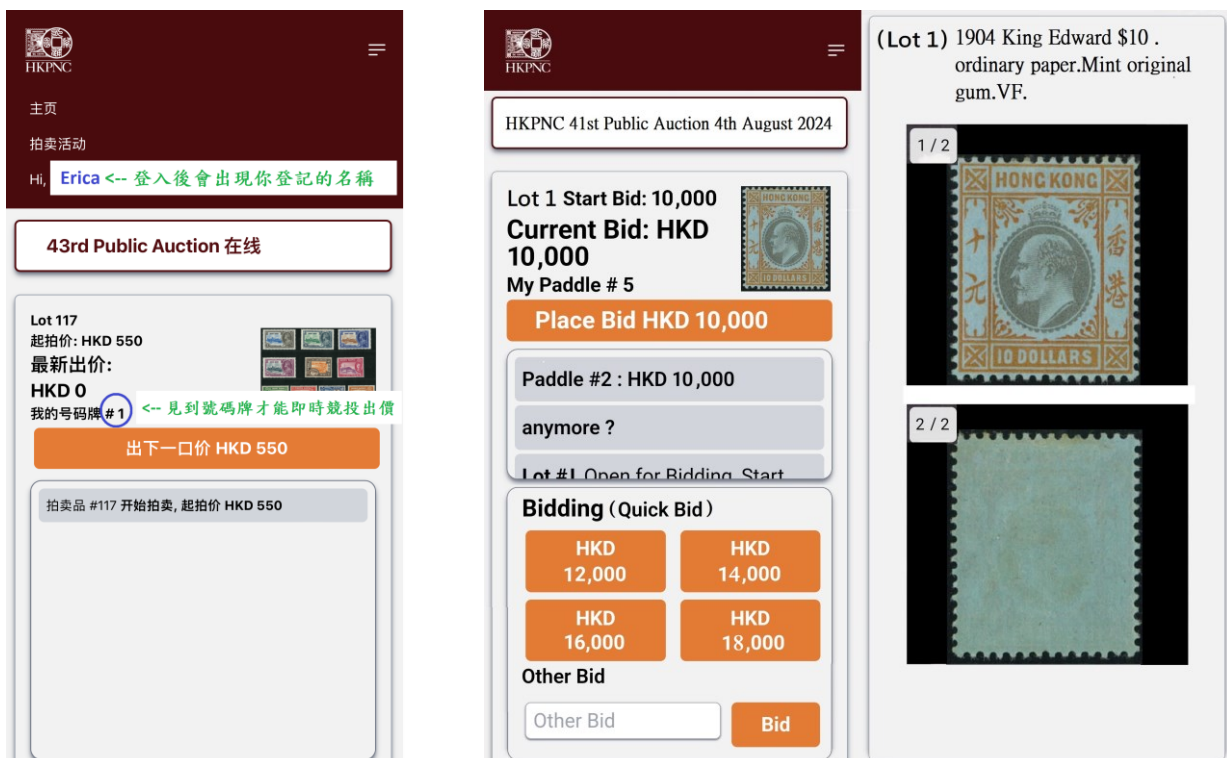 HKPNC
主页
拍卖活动
Hi, Erica <-- 登入後會出現你登記的名稱
43rd Public Auction 在线
Lot 117
起拍价: HKD 550
最新出价:
HKD 0
我的号码牌 # 1 <-- 見到號碼牌才能即時競投出價
出下一口价 HKD 550
拍卖品 #117 开始拍卖, 起拍价 HKD 550
HKPNC
HKPNC 41st Public Auction 4th August 2024
Lot 1 Start Bid: 10,000
Current Bid: HKD
10,000
My Paddle # 5
Place Bid HKD 10,000
Paddle #2 : HKD 10,000
anymore ?
Lot #1 Open for Bidding, Start
Bidding (Quick Bid)
HKD
12,000
HKD
14,000
HKD
16,000
HKD
18,000
Other Bid
Other Bid
Bid
HONG KONG
10 DOLLARS
(Lot 1) 1904 King Edward $10 .
ordinary paper.Mint original
gum.VF.
1 / 2
HONG KONG
十元
香港
10 DOLLARS
2 / 2